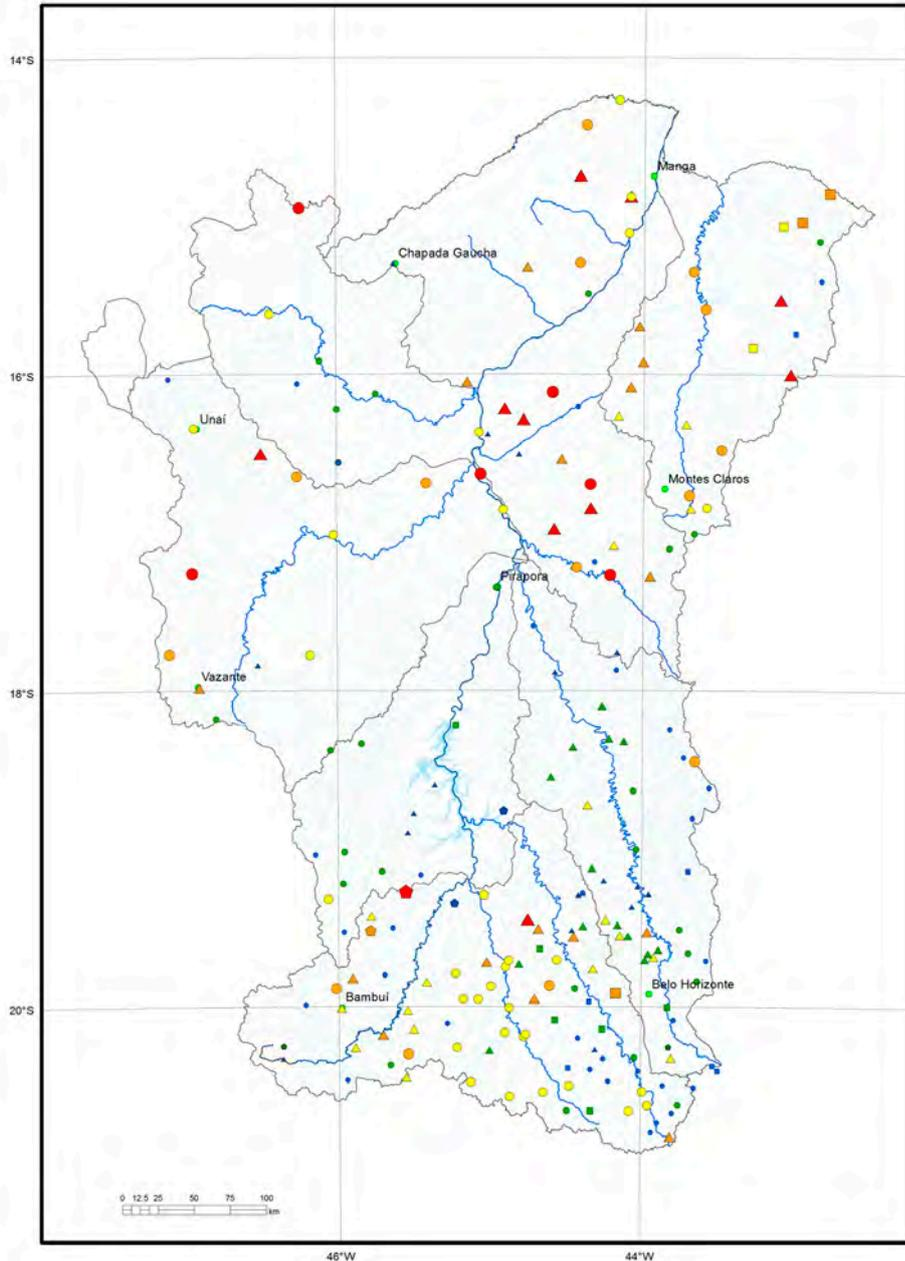 14°S
Manga
Chapada Gaucha
16°S
Unaí
Montes Claros
Pirapora
Vazante
18°S
Belo Horizonte
Bambuí
20°S
0 12.5 25 50 75 100
km
46°W 44°W